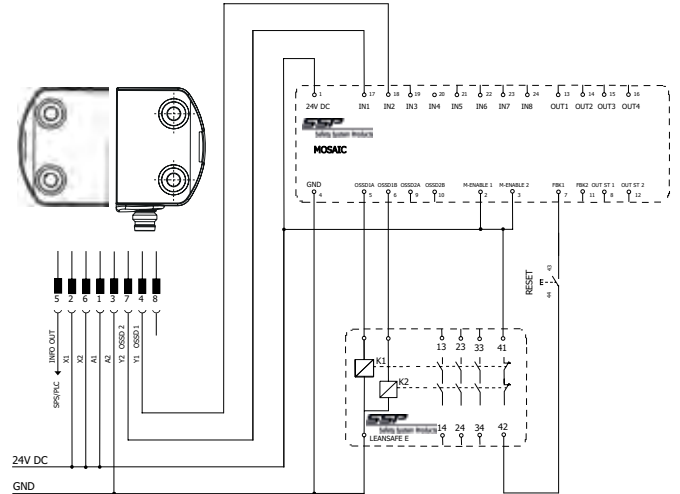 1 17 18 19 20 21 22 23 24 13 14 15 16
24V DC IN1 IN2 IN3 IN4 IN5 IN6 IN7 IN8 OUT1 OUT2 OUT3 OUT4
SSP
Safety System Products
MOSAIC
GND OSSD1A OSSD1B OSSD2A OSSD2B M-ENABLE 1 M-ENABLE 2 FBK1 FBK2 OUT ST 1 OUT ST 2
4 5 6 9 10 2 3 7 11 8 12
43
RESET
E
44
5 2 6 1 3 7 4 8
INFO OUT
X1
X2
A1
A2
Y2 OSSD 2
Y1 OSSD 1
SPS/PLC
13 23 33 41
K1
K2
SSP
Safety System Products
14 24 34 42
LEANSAFE E
24V DC
GND